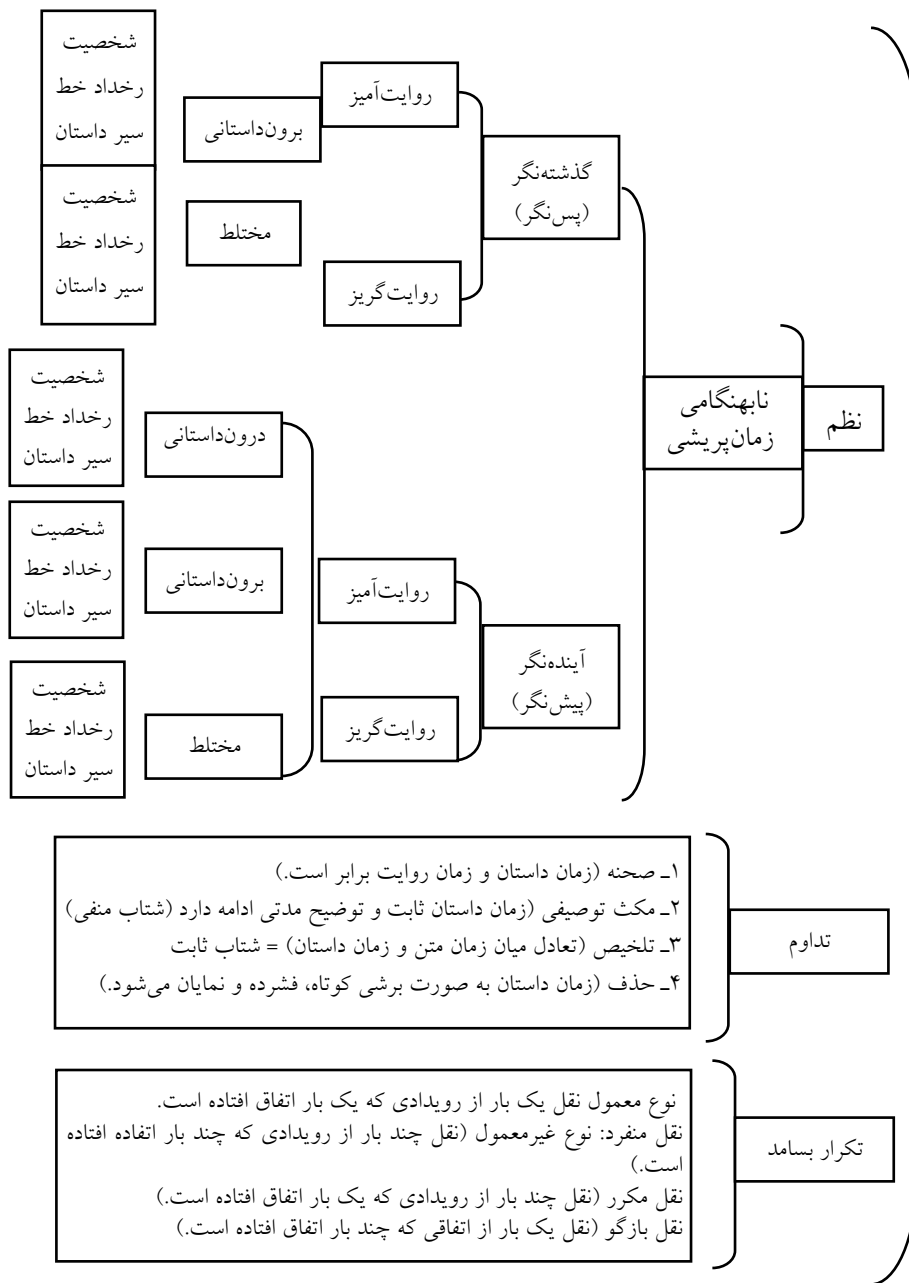 نظم
نابهنگامی
زمان‌پریشی
گذشته‌نگر
(پس‌نگر)
روایت‌آمیز
برون‌داستانی
شخصیت
رخداد خط
سیر داستان
مختلط
شخصیت
رخداد خط
سیر داستان
روایت‌گریز
آینده‌نگر
(پیش‌نگر)
روایت‌آمیز
روایت‌گریز
درون‌داستانی
شخصیت
رخداد خط
سیر داستان
برون‌داستانی
شخصیت
رخداد خط
سیر داستان
مختلط
شخصیت
رخداد خط
سیر داستان
تداوم
۱ـ صحنه (زمان داستان و زمان روایت برابر است.)
۲ـ مکث توصیفی (زمان داستان ثابت و توضیح مدتی ادامه دارد (شتاب منفی)
۳ـ تلخیص (تعادل میان زمان متن و زمان داستان) = شتاب ثابت
۴ـ حذف (زمان داستان به صورت برشی کوتاه، فشرده و نمایان می‌شود.)
تکرار بسامد
نوع معمول نقل یک بار از رویدادی که یک بار اتفاق افتاده است.
نقل منفرد: نوع غیرمعمول (نقل چند بار از رویدادی که چند بار اتفاده افتاده
است.)
نقل مکرر (نقل چند بار از رویدادی که یک بار اتفاق افتاده است.)
نقل بازگو (نقل یک بار از اتفاقی که چند بار اتفاق افتاده است.)